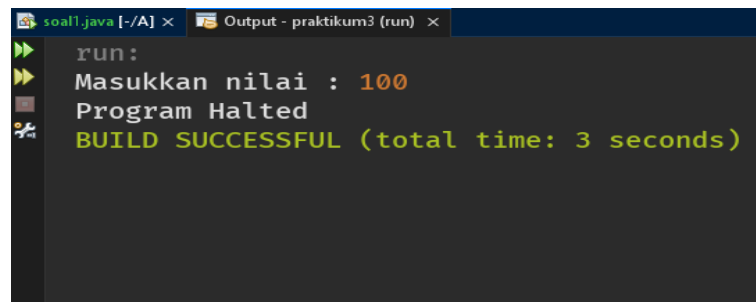 soal1.java [-/A] × Output - praktikum3 (run) ×
run:
Masukkan nilai : 100
Program Halted
BUILD SUCCESSFUL (total time: 3 seconds)